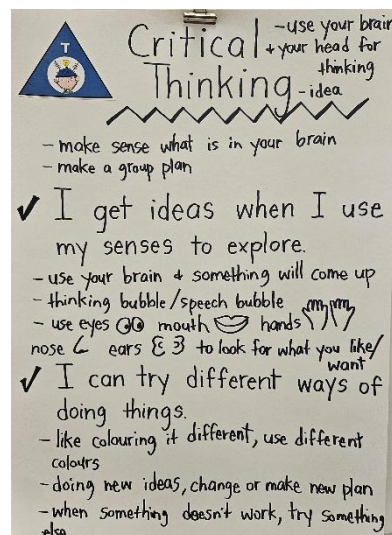 T
Critical
Thinking
-use your brain
+ your head for
thinking
-idea
- make sense what is in your brain
- make a group plan
✓ I get ideas when I use
my senses to explore.
- use your brain + something will come up
- thinking bubble/speech bubble
- use eyes mouth hands
nose ears to look for what you like/
want
✓ I can try different ways of
doing things.
- like colouring it different, use different
colours
- doing new ideas, change or make new plan
- when something doesn't work, try something
else